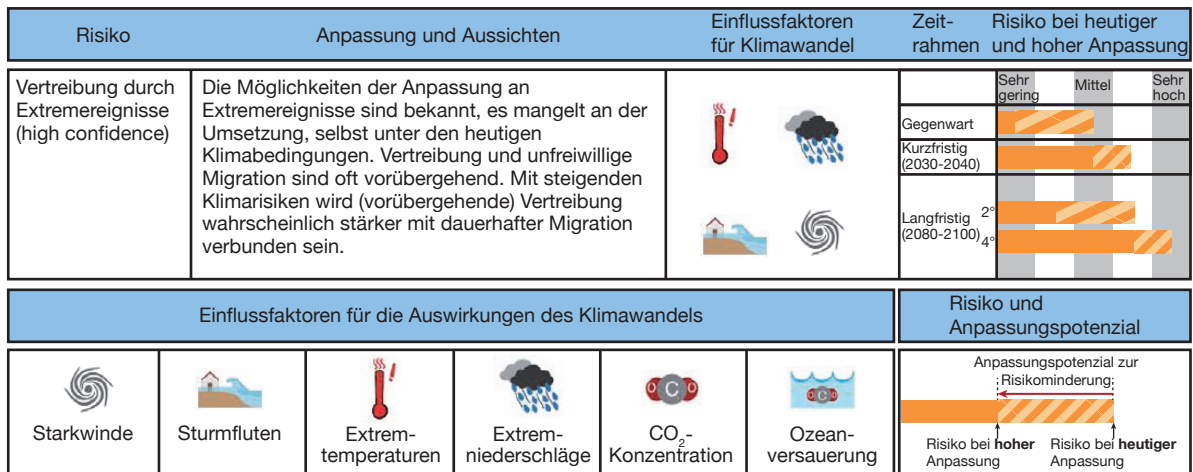 Risiko
Anpassung und Aussichten
Einflussfaktoren
für Klimawandel
Zeit-
rahmen
Risiko bei heutiger
und hoher Anpassung
Vertreibung durch
Extremereignisse
(high confidence)
Die Möglichkeiten der Anpassung an
Extremereignisse sind bekannt, es mangelt an der
Umsetzung, selbst unter den heutigen
Klimabedingungen. Vertreibung und unfreiwillige
Migration sind oft vorübergehend. Mit steigenden
Klimarisiken wird (vorübergehende) Vertreibung
wahrscheinlich stärker mit dauerhafter Migration
verbunden sein.
Sehr
gering
Mittel
Sehr
hoch
Gegenwart
Kurzfristig
(2030-2040)
Langfristig
(2080-2100)
2°
4°
Einflussfaktoren für die Auswirkungen des Klimawandels
Risiko und
Anpassungspotenzial
Starkwinde
Sturmfluten
Extrem-
temperaturen
Extrem-
niederschläge
O C O
CO2-
Konzentration
O C O
Ozean-
versauerung
Anpassungspotenzial zur
Risikominderung
Risiko bei hoher
Anpassung
Risiko bei heutiger
Anpassung